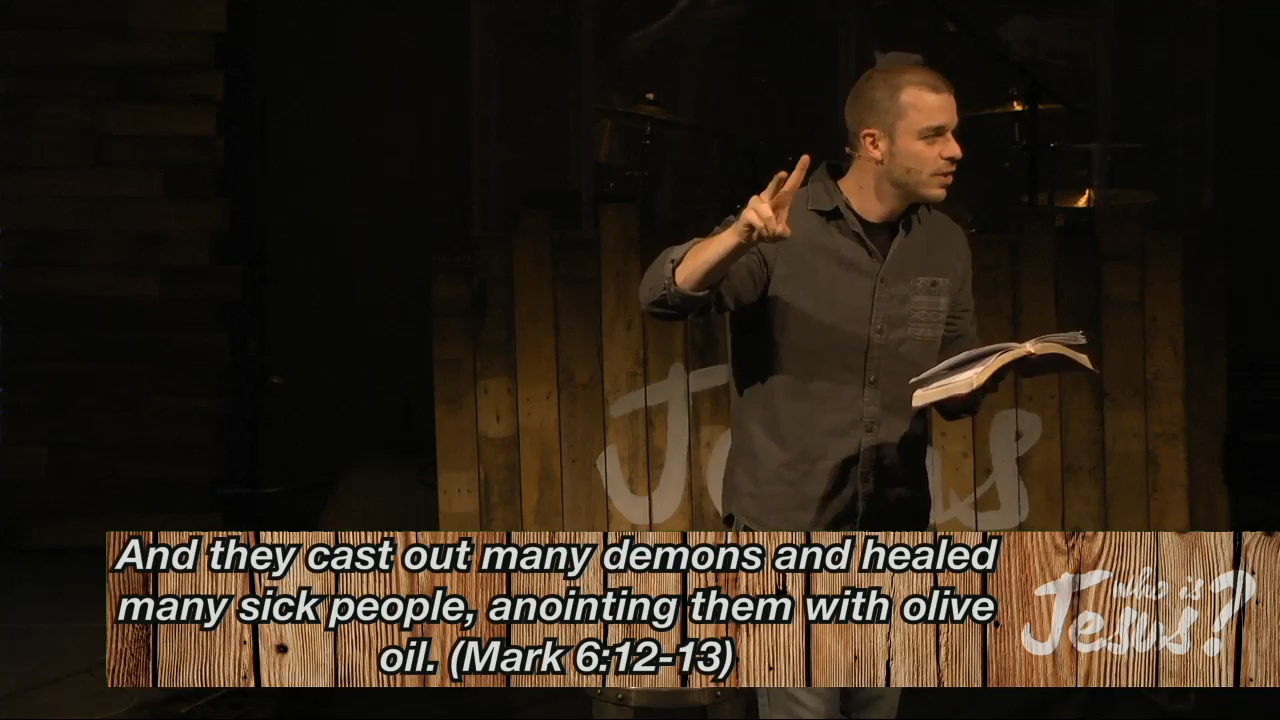 Jesus
And they cast out many demons and healed
many sick people, anointing them with olive
oil. (Mark 6:12-13)
who is
Jesus?